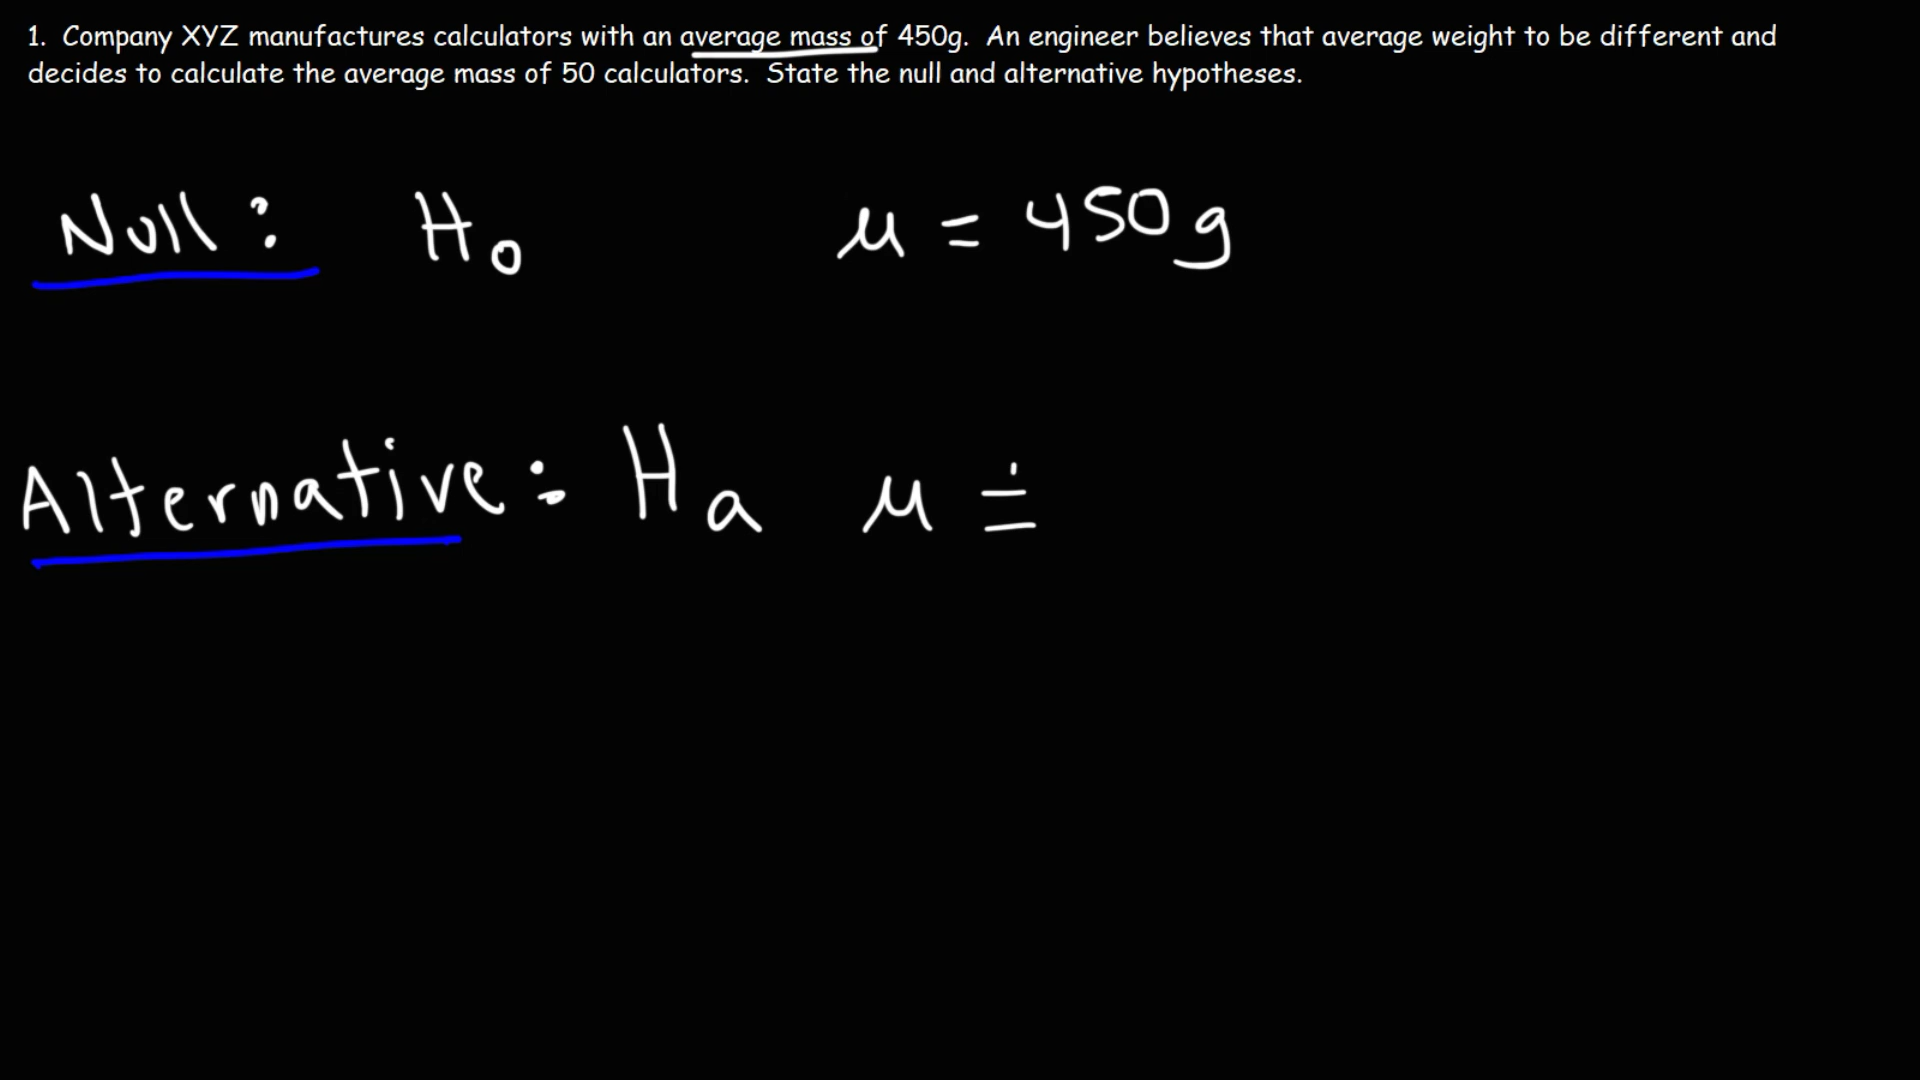 1. Company XYZ manufactures calculators with an average mass of 450g. An engineer believes that average weight to be different and
decides to calculate the average mass of 50 calculators. State the null and alternative hypotheses.
Null: H₀ μ = 450g
Alternative: Hₐ μ =